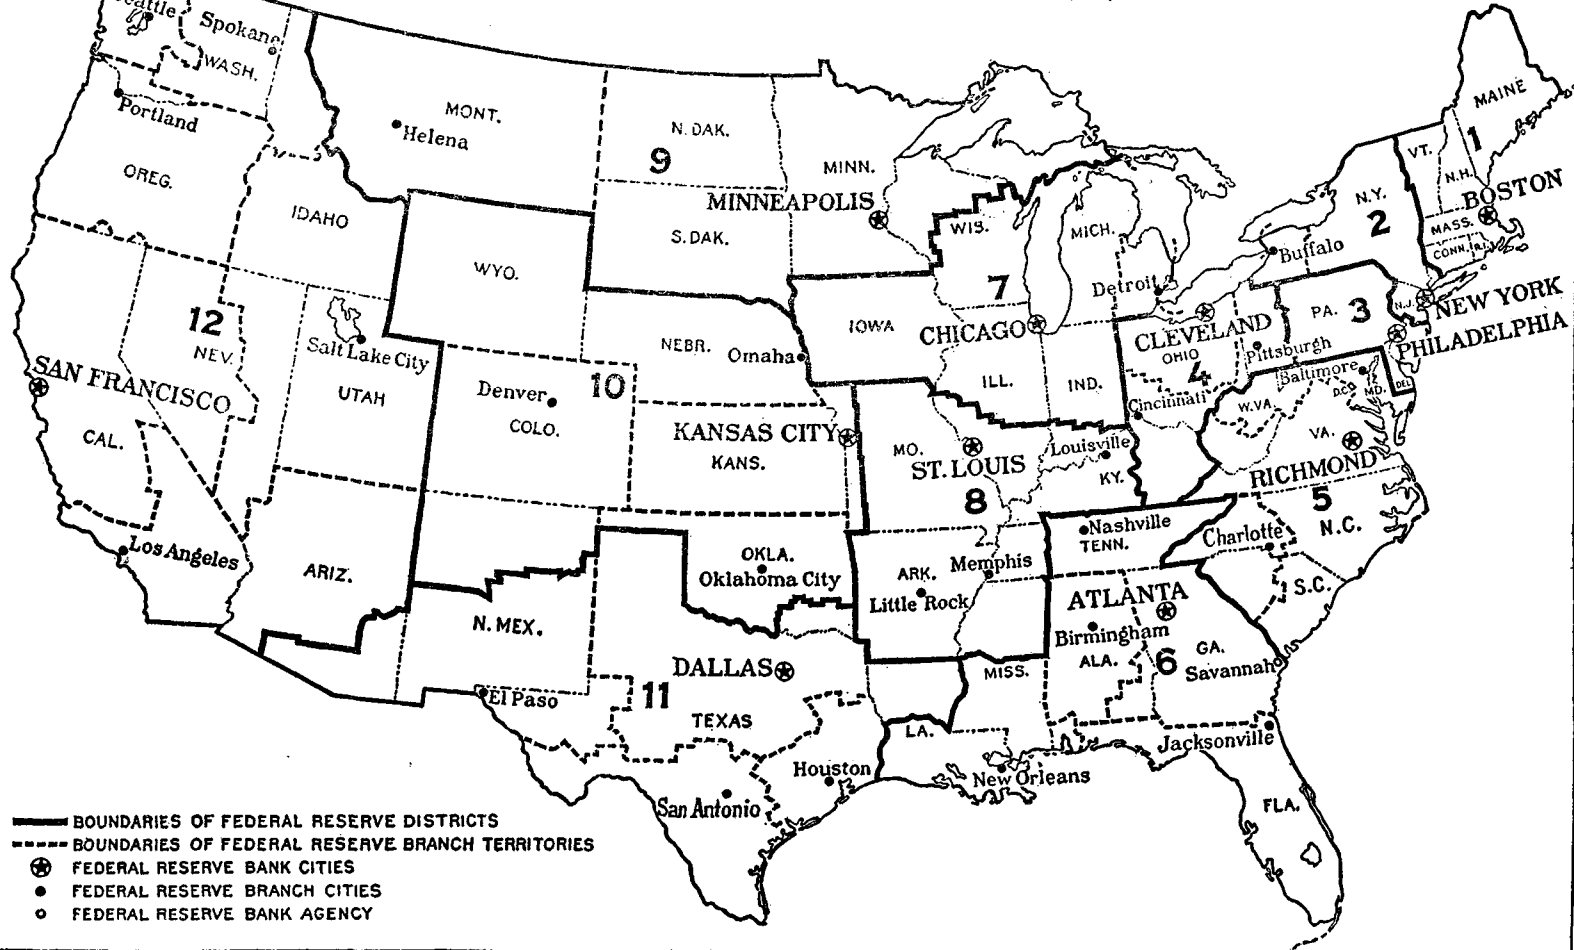 Seattle
Spokane
WASH.
Portland
OREG.
IDAHO
MONT.
Helena
N. DAK.
9
S. DAK.
MINN.
MINNEAPOLIS
WIS.
MICH.
7
Detroit
MAINE
1
VT.
N.H.
BOSTON
MASS.
CONN.
R.I.
N.Y.
2
Buffalo
NEW YORK
N.J.
PA.
3
PHILADELPHIA
WYO.
12
NEV.
SAN FRANCISCO
CAL.
Salt Lake City
UTAH
Los Angeles
ARIZ.
NEBR.
Omaha
IOWA
CHICAGO
ILL.
IND.
CLEVELAND
OHIO
4
Pittsburgh
Cincinnati
Baltimore
D.C.
MD.
DEL
W.VA.
VA.
RICHMOND
5
N.C.
Charlotte
S.C.
Denver
COLO.
10
KANSAS CITY
KANS.
MO.
ST. LOUIS
8
Louisville
KY.
Nashville
TENN.
Memphis
ARK.
Little Rock
OKLA.
Oklahoma City
N. MEX.
El Paso
DALLAS
11
TEXAS
Houston
San Antonio
LA.
New Orleans
MISS.
ATLANTA
Birmingham
ALA.
6
GA.
Savannah
Jacksonville
FLA.
BOUNDARIES OF FEDERAL RESERVE DISTRICTS
BOUNDARIES OF FEDERAL RESERVE BRANCH TERRITORIES
FEDERAL RESERVE BANK CITIES
FEDERAL RESERVE BRANCH CITIES
FEDERAL RESERVE BANK AGENCY